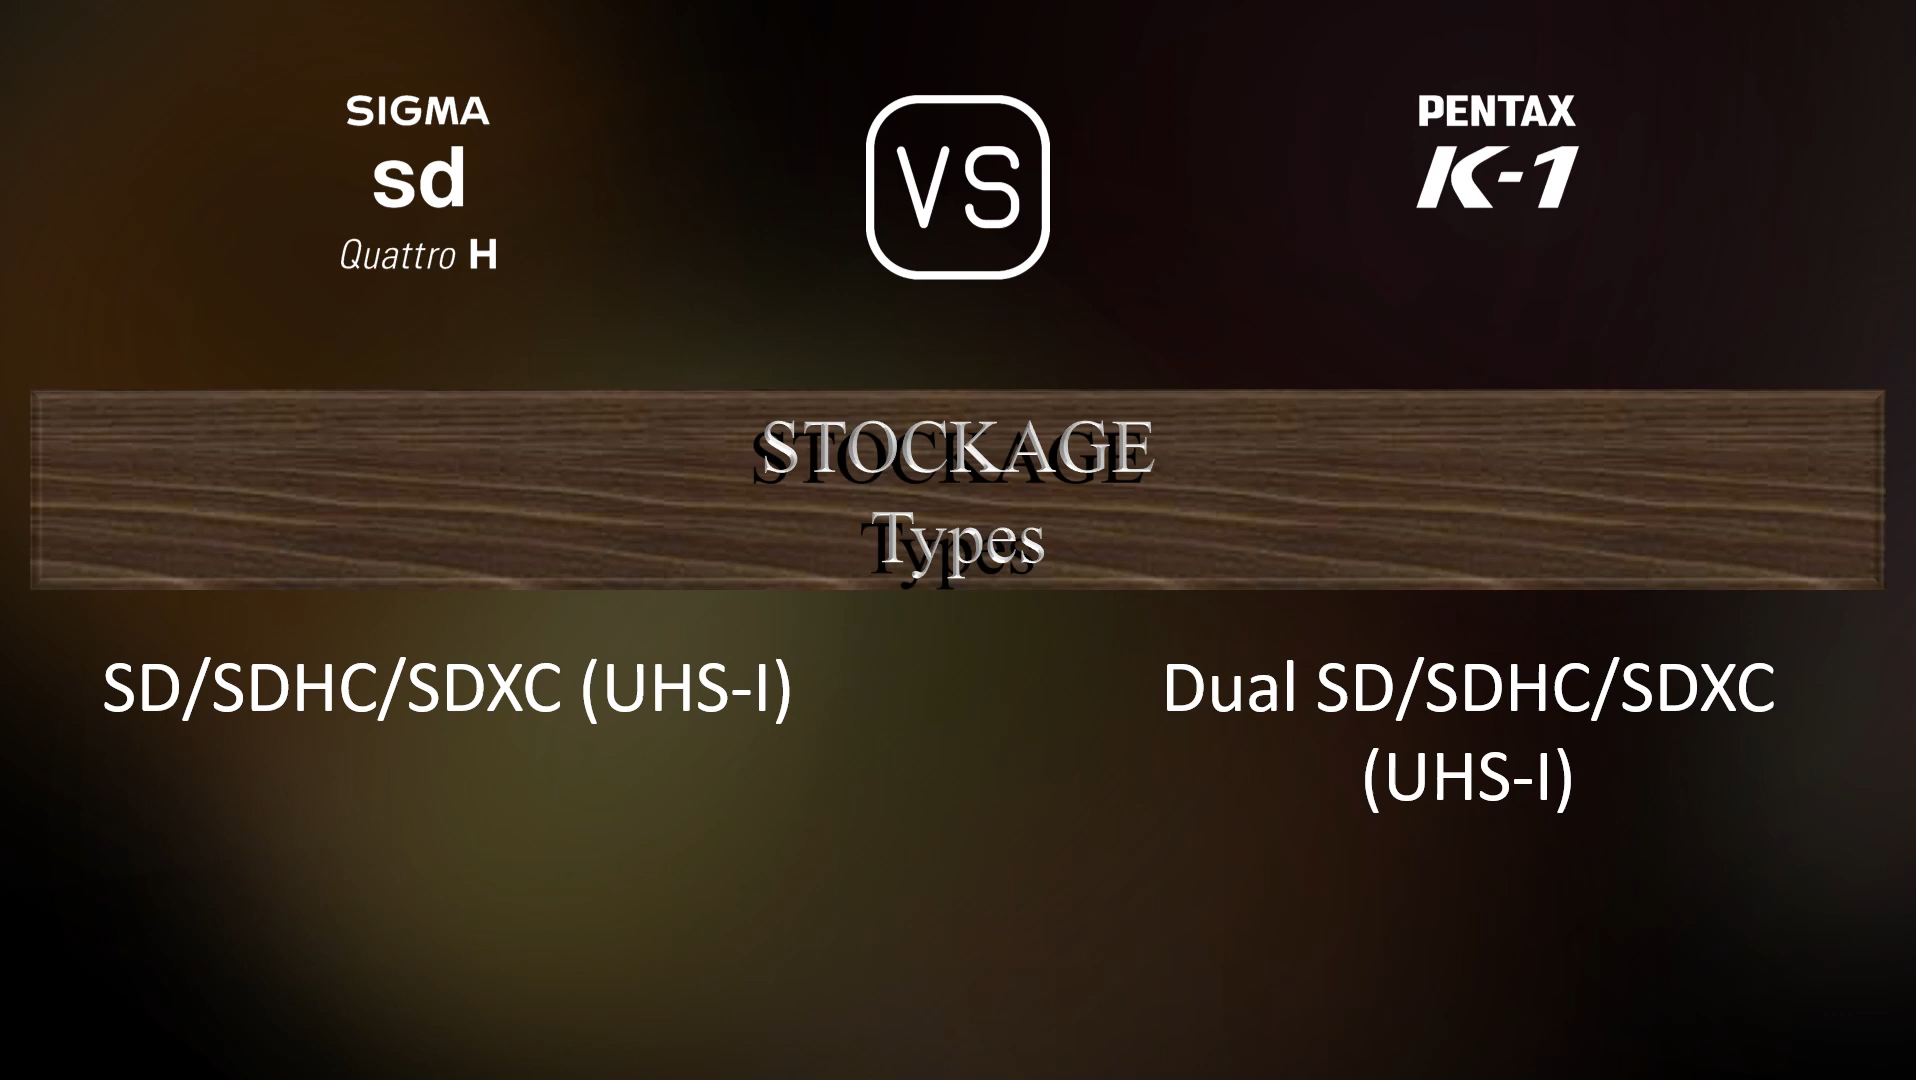 SIGMA
sd
Quattro H
VS
PENTAX
K-1
STOCKAGE
Types
SD/SDHC/SDXC (UHS-I)
Dual SD/SDHC/SDXC
(UHS-I)